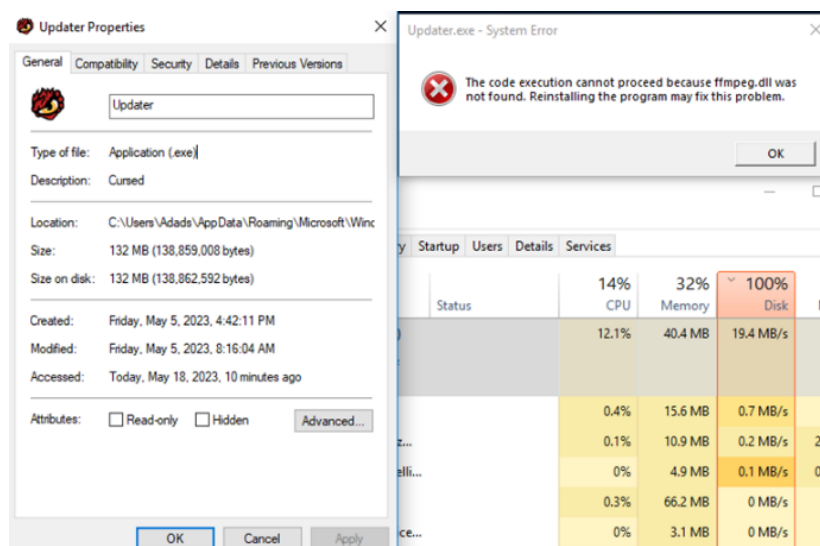 Updater Properties
General Compatibility Security Details Previous Versions
Updater
Type of file: Application (.exe)
Description: Cursed
Location: C:\Users\Adads\AppData\Roaming\Microsoft\Winc
Size: 132 MB (138,859,008 bytes)
Size on disk: 132 MB (138,862,592 bytes)
Created: Friday, May 5, 2023, 4:42:11 PM
Modified: Friday, May 5, 2023, 8:16:04 AM
Accessed: Today, May 18, 2023, 10 minutes ago
Attributes: Read-only Hidden Advanced...
OK Cancel Apply
Updater.exe - System Error
The code execution cannot proceed because ffmpeg.dll was
not found. Reinstalling the program may fix this problem.
OK
y Startup Users Details Services
14% 32% 100%
Status CPU Memory Disk
12.1% 40.4 MB 19.4 MB/s
0.4% 15.6 MB 0.7 MB/s
z... 0.1% 10.9 MB 0.2 MB/s 2
elli... 0% 4.9 MB 0.1 MB/s 0
0.3% 66.2 MB 0 MB/s
ce... 0% 3.1 MB 0 MB/s